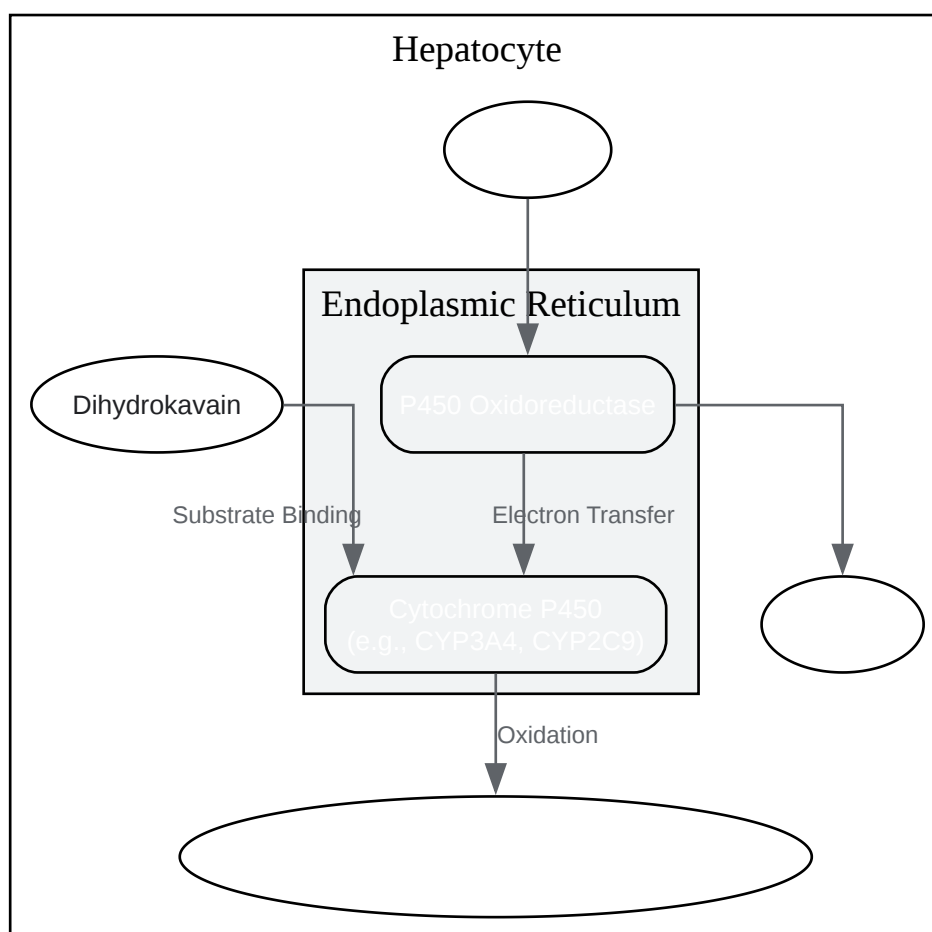 Hepatocyte
Endoplasmic Reticulum
Dihydrokavain
P450 Oxidoreductase
Substrate Binding
Electron Transfer
Cytochrome P450
(e.g., CYP3A4, CYP2C9)
Oxidation